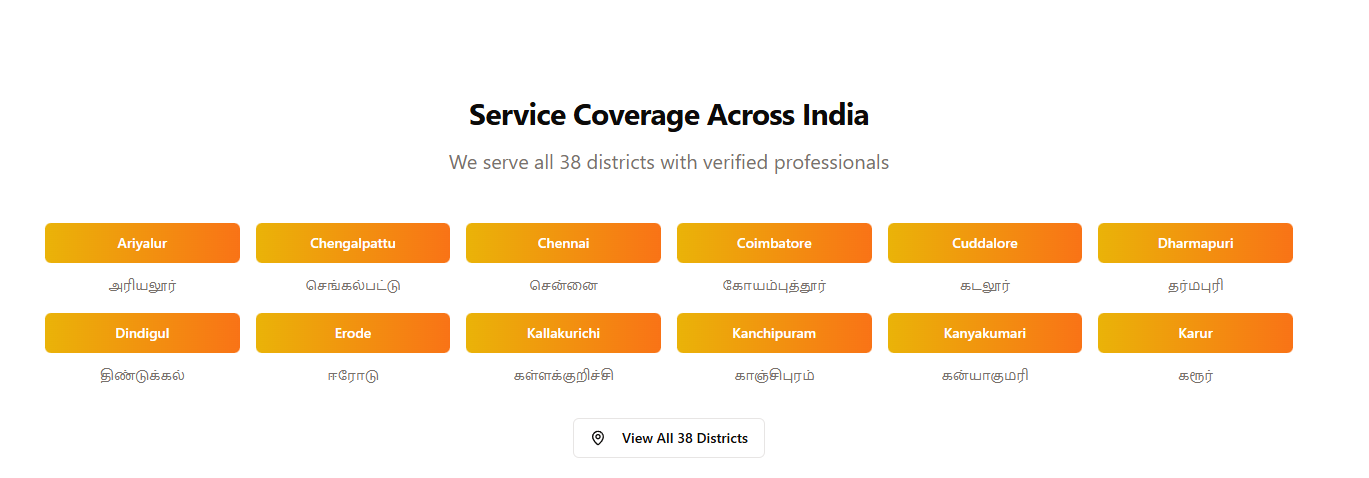 Service Coverage Across India
We serve all 38 districts with verified professionals
Ariyalur Chengalpattu Chennai Coimbatore Cuddalore Dharmapuri
அரியலூர் செங்கல்பட்டு சென்னை கோயம்புத்தூர் கடலூர் தர்மபுரி
Dindigul Erode Kallakurichi Kanchipuram Kanyakumari Karur
திண்டுக்கல் ஈரோடு கள்ளக்குறிச்சி காஞ்சிபுரம் கன்யாகுமரி கரூர்
View All 38 Districts